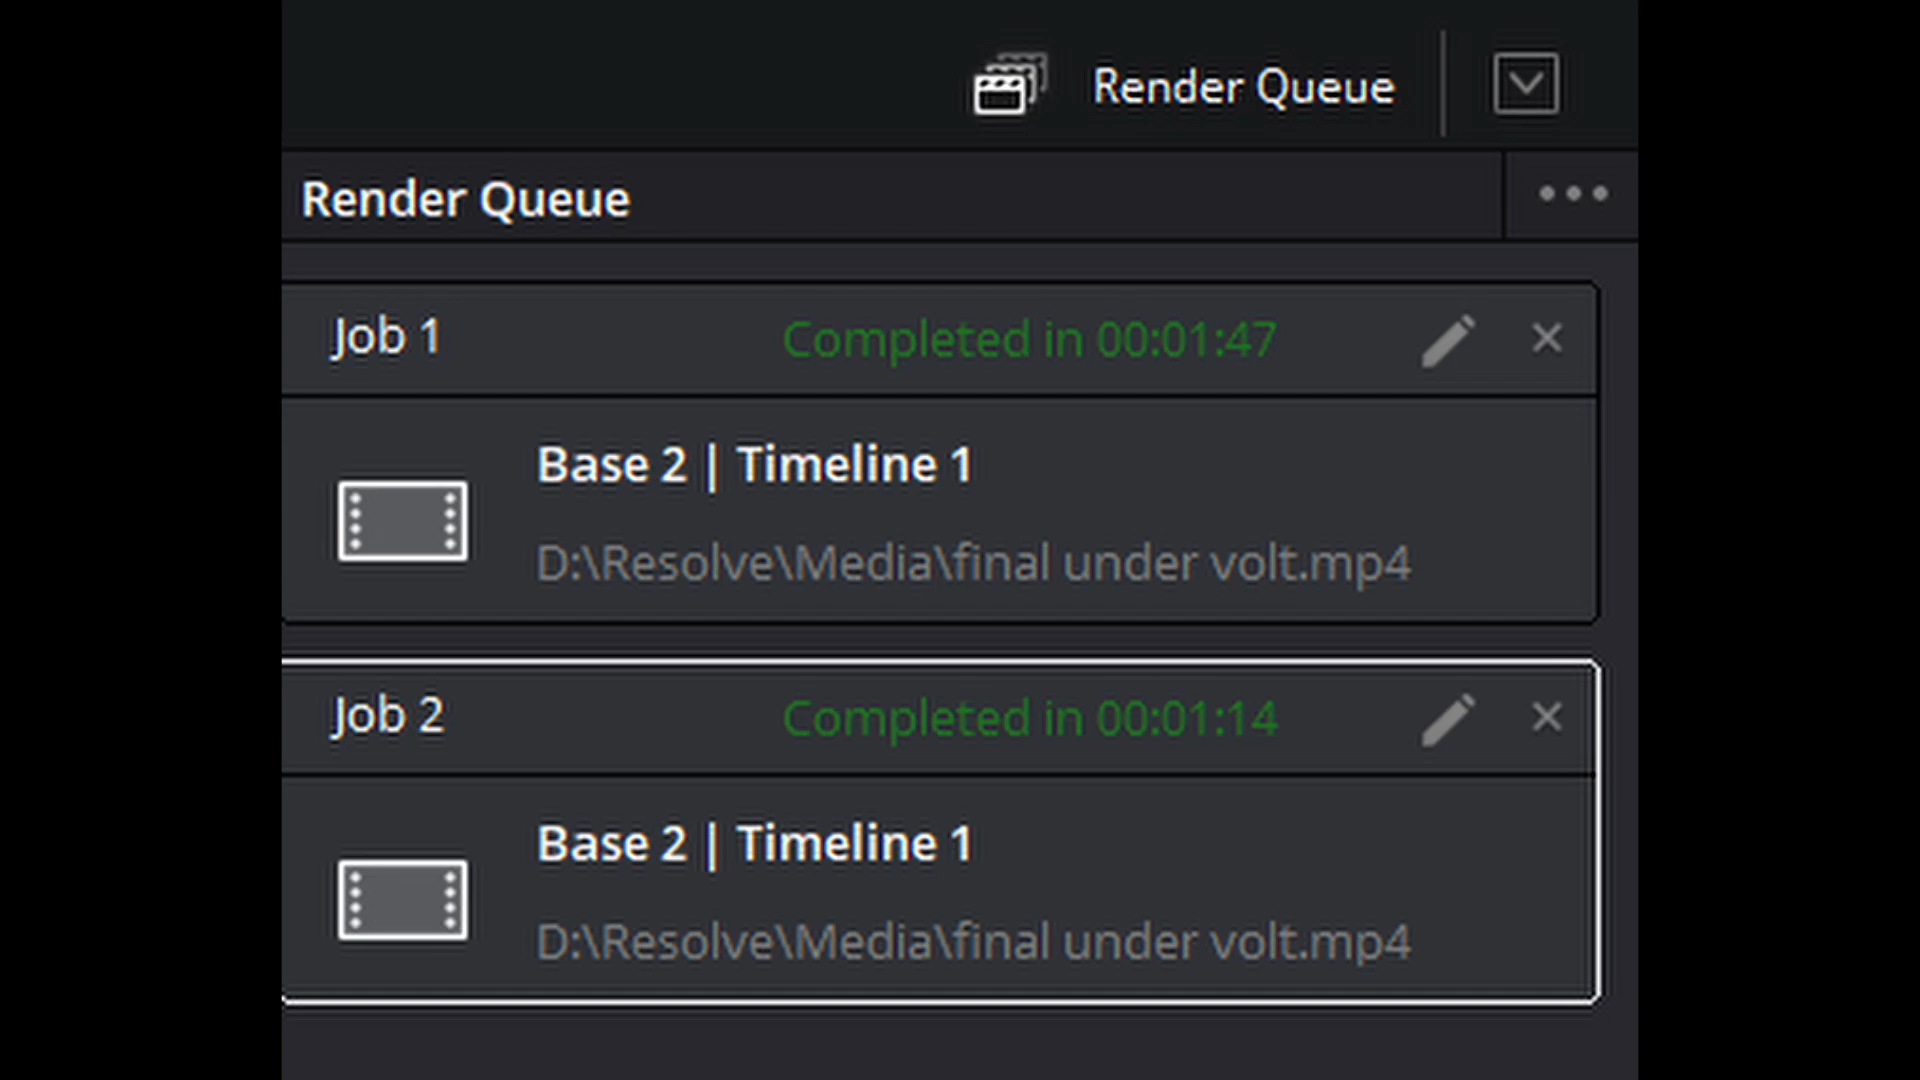 Render Queue
Render Queue
Job 1 Completed in 00:01:47
Base 2 | Timeline 1
D:\Resolve\Media\final under volt.mp4
Job 2 Completed in 00:01:14
Base 2 | Timeline 1
D:\Resolve\Media\final under volt.mp4